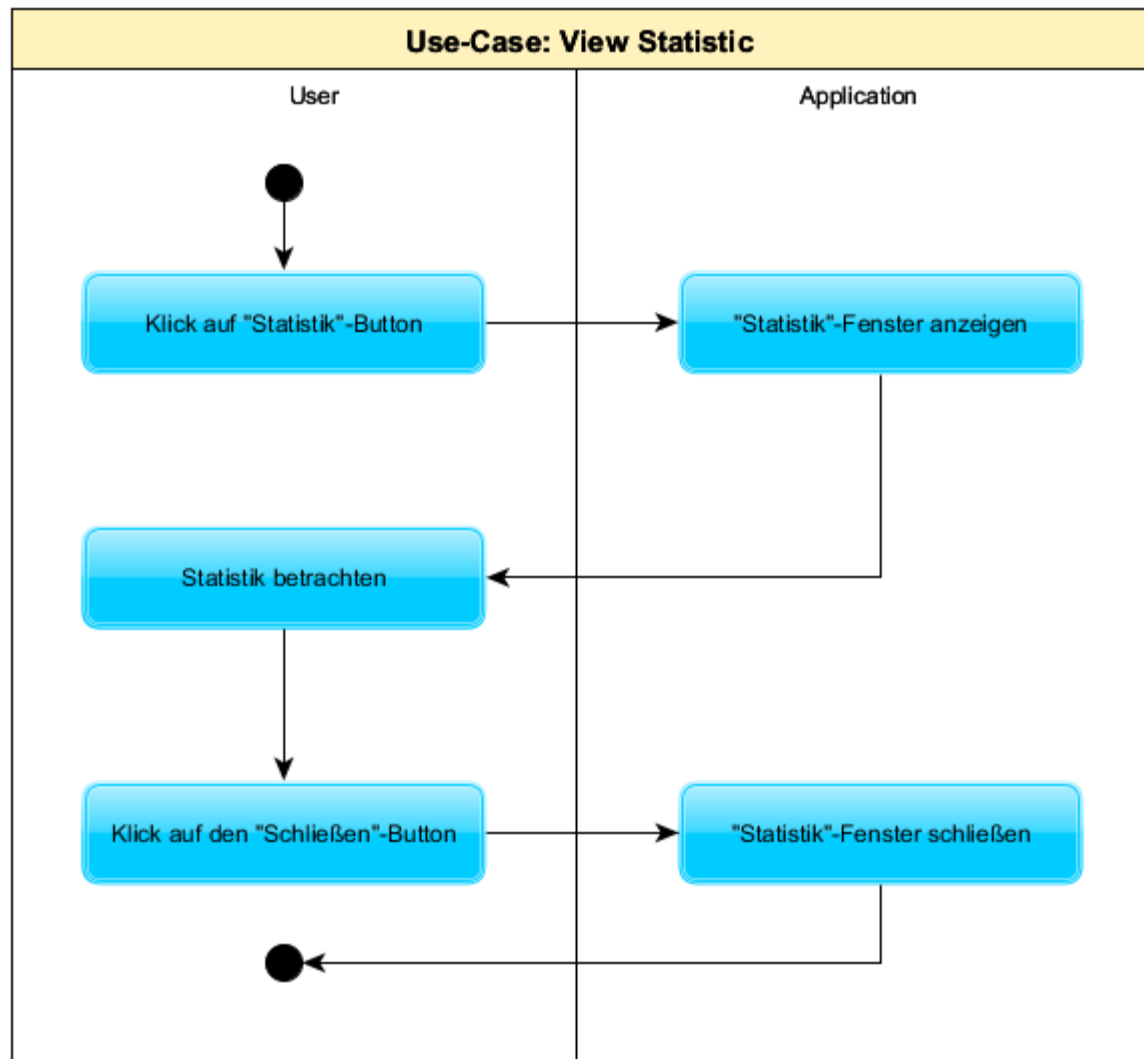 Use-Case: View Statistic
User
Application
Klick auf "Statistik"-Button
"Statistik"-Fenster anzeigen
Statistik betrachten
Klick auf den "Schließen"-Button
"Statistik"-Fenster schließen